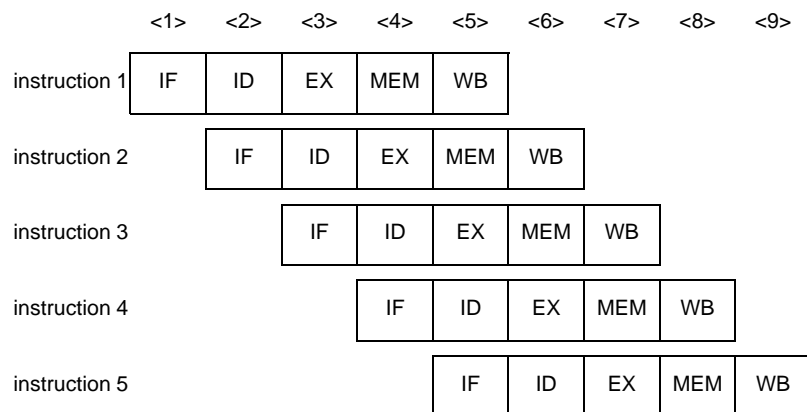 <1> <2> <3> <4> <5> <6> <7> <8> <9>
instruction 1 IF ID EX MEM WB
instruction 2 IF ID EX MEM WB
instruction 3 IF ID EX MEM WB
instruction 4 IF ID EX MEM WB
instruction 5 IF ID EX MEM WB